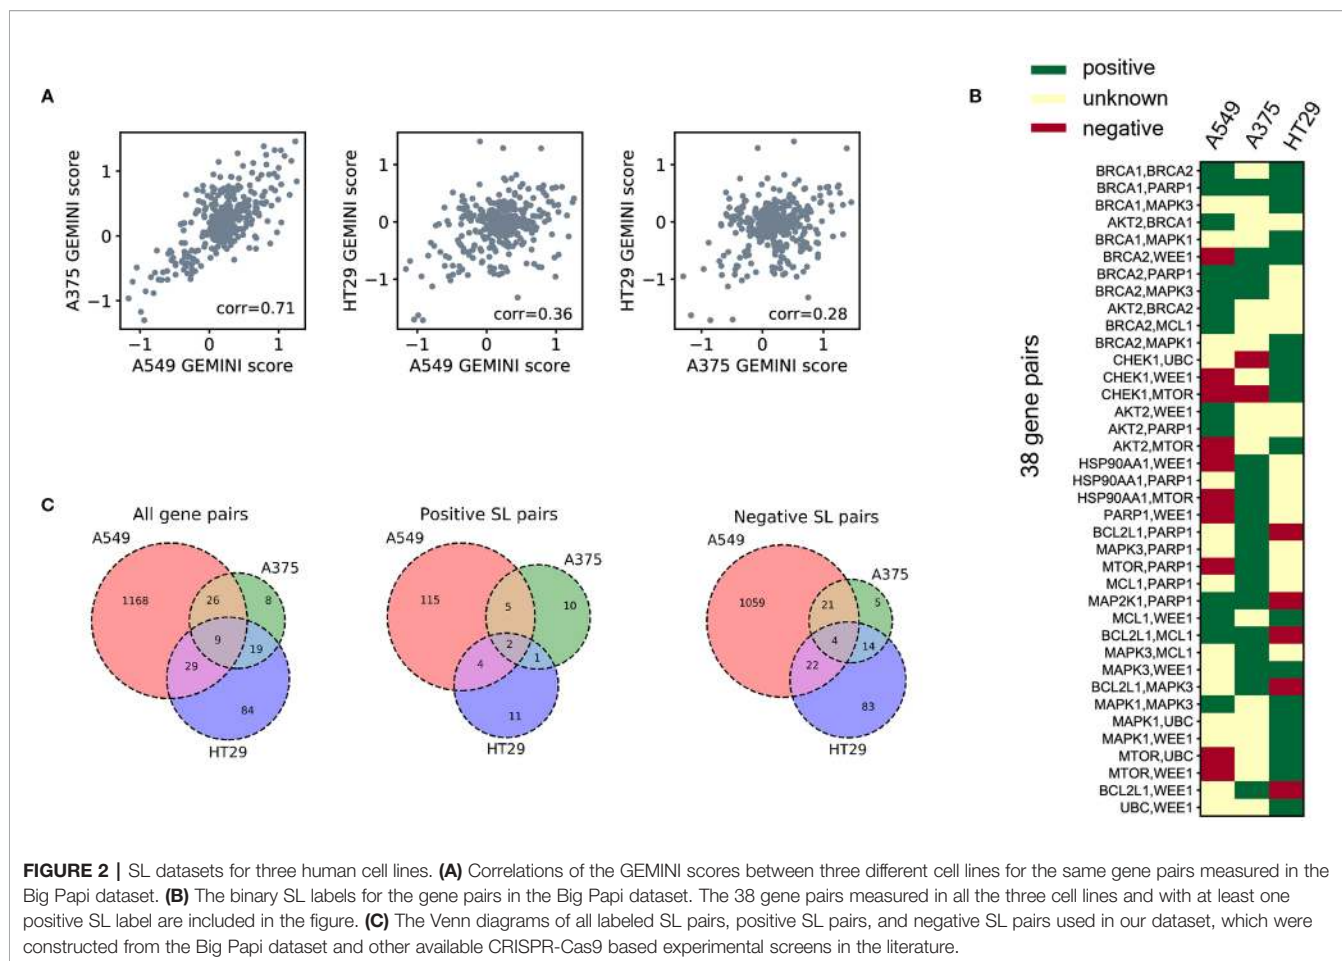 A
A375 GEMINI score
1
0
−1
corr=0.71
−1
0
1
A549 GEMINI score
HT29 GEMINI score
1
0
−1
corr=0.36
−1
0
1
A549 GEMINI score
HT29 GEMINI score
1
0
−1
corr=0.28
−1
0
1
A375 GEMINI score
B
positive
unknown
negative
A549
A375
HT29
38 gene pairs
BRCA1,BRCA2
BRCA1,PARP1
BRCA1,MAPK3
AKT2,BRCA1
BRCA1,MAPK1
BRCA2,WEE1
BRCA2,PARP1
BRCA2,MAPK3
AKT2,BRCA2
BRCA2,MCL1
BRCA2,MAPK1
CHEK1,UBC
CHEK1,WEE1
CHEK1,MTOR
AKT2,WEE1
AKT2,PARP1
AKT2,MTOR
HSP90AA1,WEE1
HSP90AA1,PARP1
HSP90AA1,MTOR
PARP1,WEE1
BCL2L1,PARP1
MAPK3,PARP1
MTOR,PARP1
MCL1,PARP1
MAP2K1,PARP1
MCL1,WEE1
BCL2L1,MCL1
MAPK3,MCL1
MAPK3,WEE1
BCL2L1,MAPK3
MAPK1,MAPK3
MAPK1,UBC
MAPK1,WEE1
MTOR,UBC
MTOR,WEE1
BCL2L1,WEE1
UBC,WEE1
C
All gene pairs
A549
A375
1168
26
8
9
19
29
84
HT29
Positive SL pairs
A549
A375
115
5
10
2
1
4
11
HT29
Negative SL pairs
A549
A375
1059
21
5
4
14
22
83
HT29
FIGURE 2 | SL datasets for three human cell lines. (A) Correlations of the GEMINI scores between three different cell lines for the same gene pairs measured in the
Big Papi dataset. (B) The binary SL labels for the gene pairs in the Big Papi dataset. The 38 gene pairs measured in all the three cell lines and with at least one
positive SL label are included in the figure. (C) The Venn diagrams of all labeled SL pairs, positive SL pairs, and negative SL pairs used in our dataset, which were
constructed from the Big Papi dataset and other available CRISPR-Cas9 based experimental screens in the literature.